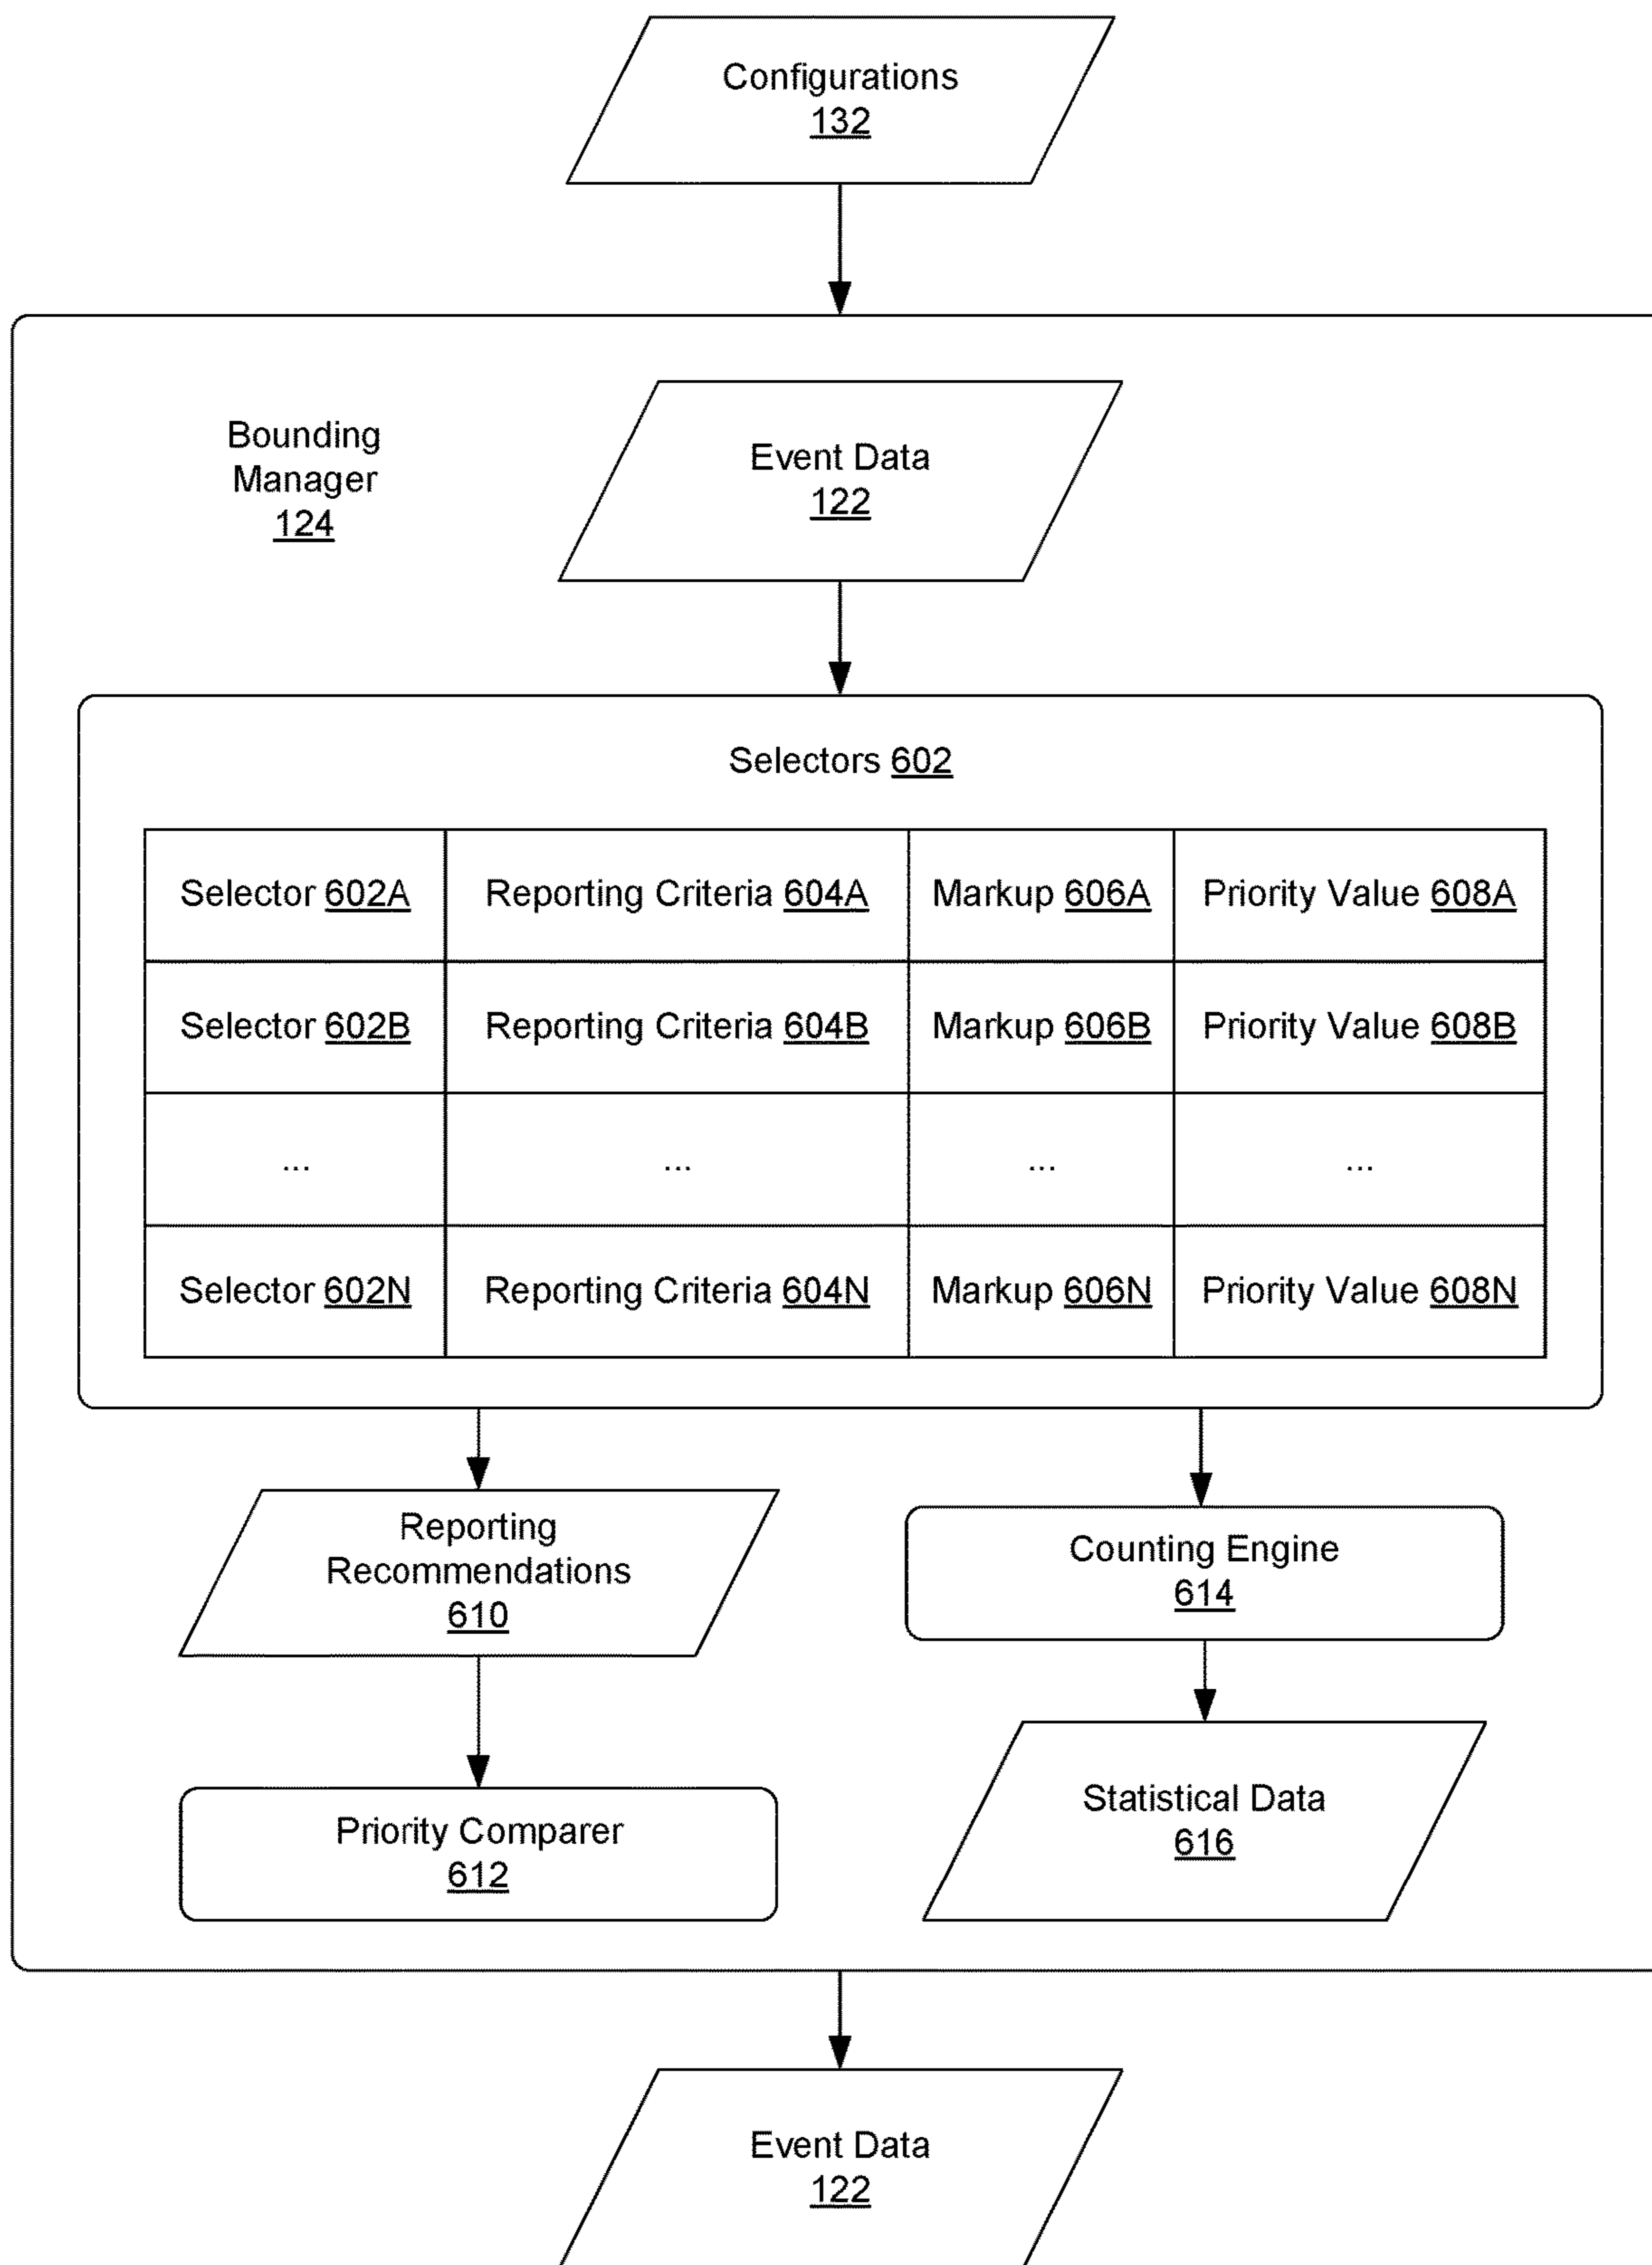 Configurations
132
Bounding
Manager
124
Event Data
122
Selectors 602
Selector 602A Reporting Criteria 604A Markup 606A Priority Value 608A
Selector 602B Reporting Criteria 604B Markup 606B Priority Value 608B
... ... ... ...
Selector 602N Reporting Criteria 604N Markup 606N Priority Value 608N
Reporting
Recommendations
610
Counting Engine
614
Priority Comparer
612
Statistical Data
616
Event Data
122